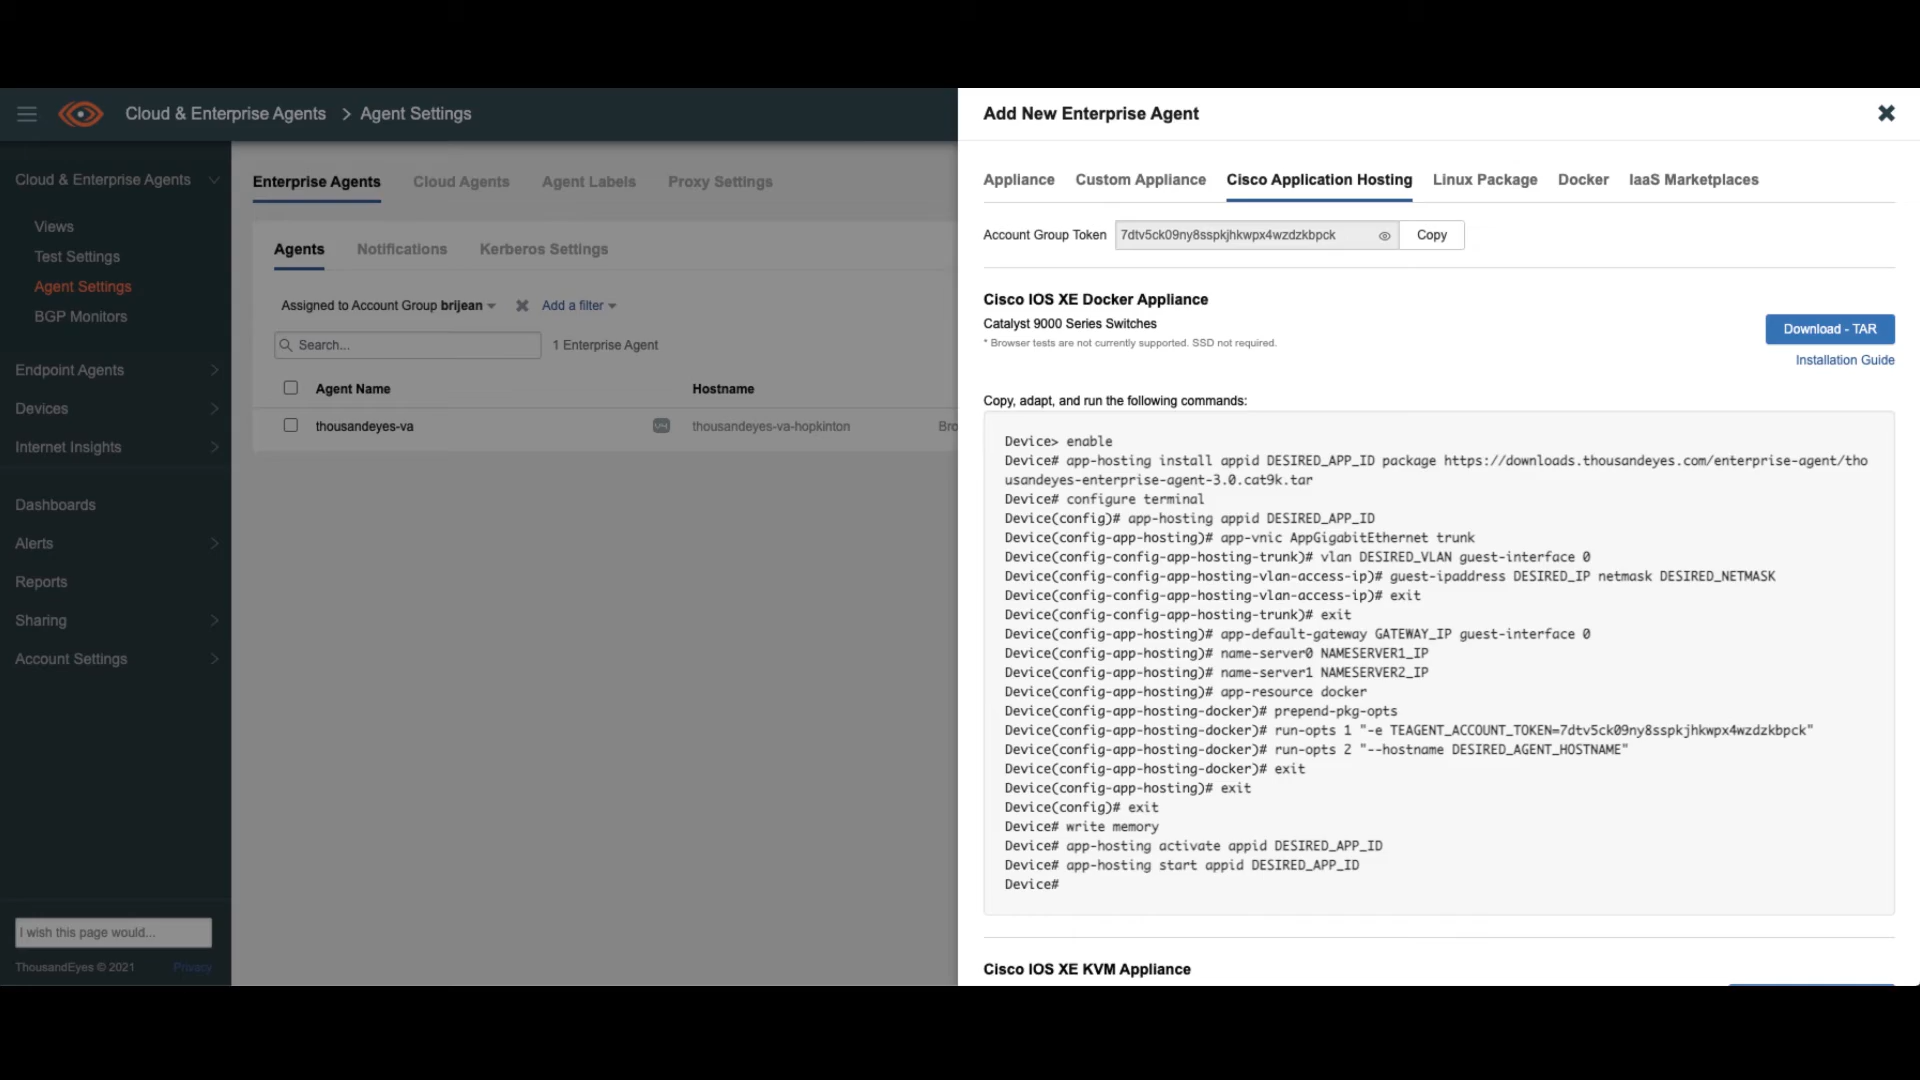 Cloud & Enterprise Agents > Agent Settings
Cloud & Enterprise Agents
Views
Test Settings
Agent Settings
BGP Monitors
Endpoint Agents
Devices
Internet Insights
Dashboards
Alerts
Reports
Sharing
Account Settings
I wish this page would...
ThousandEyes © 2021 Privacy
Enterprise Agents Cloud Agents Agent Labels Proxy Settings
Agents Notifications Kerberos Settings
Assigned to Account Group brijean Add a filter
Search... 1 Enterprise Agent
Agent Name Hostname
thousandeyes-va thousandeyes-va-hopkinton Bro
Add New Enterprise Agent
Appliance Custom Appliance Cisco Application Hosting Linux Package Docker IaaS Marketplaces
Account Group Token 7dtv5ck09ny8sspkjhkwpx4wzdzkbpck Copy
Cisco IOS XE Docker Appliance
Catalyst 9000 Series Switches
* Browser tests are not currently supported. SSD not required.
Download - TAR
Installation Guide
Copy, adapt, and run the following commands:
Device> enable
Device# app-hosting install appid DESIRED_APP_ID package https://downloads.thousandeyes.com/enterprise-agent/tho
usandeyes-enterprise-agent-3.0.cat9k.tar
Device# configure terminal
Device(config)# app-hosting appid DESIRED_APP_ID
Device(config-app-hosting)# app-vnic AppGigabitEthernet trunk
Device(config-config-app-hosting-trunk)# vlan DESIRED_VLAN guest-interface 0
Device(config-config-app-hosting-vlan-access-ip)# guest-ipaddress DESIRED_IP netmask DESIRED_NETMASK
Device(config-config-app-hosting-vlan-access-ip)# exit
Device(config-config-app-hosting-trunk)# exit
Device(config-app-hosting)# app-default-gateway GATEWAY_IP guest-interface 0
Device(config-app-hosting)# name-server0 NAMESERVER1_IP
Device(config-app-hosting)# name-server1 NAMESERVER2_IP
Device(config-app-hosting)# app-resource docker
Device(config-app-hosting-docker)# prepend-pkg-opts
Device(config-app-hosting-docker)# run-opts 1 "-e TEAGENT_ACCOUNT_TOKEN=7dtv5ck09ny8sspkjhkwpx4wzdzkbpck"
Device(config-app-hosting-docker)# run-opts 2 "--hostname DESIRED_AGENT_HOSTNAME"
Device(config-app-hosting-docker)# exit
Device(config-app-hosting)# exit
Device(config)# exit
Device# write memory
Device# app-hosting activate appid DESIRED_APP_ID
Device# app-hosting start appid DESIRED_APP_ID
Device#
Cisco IOS XE KVM Appliance